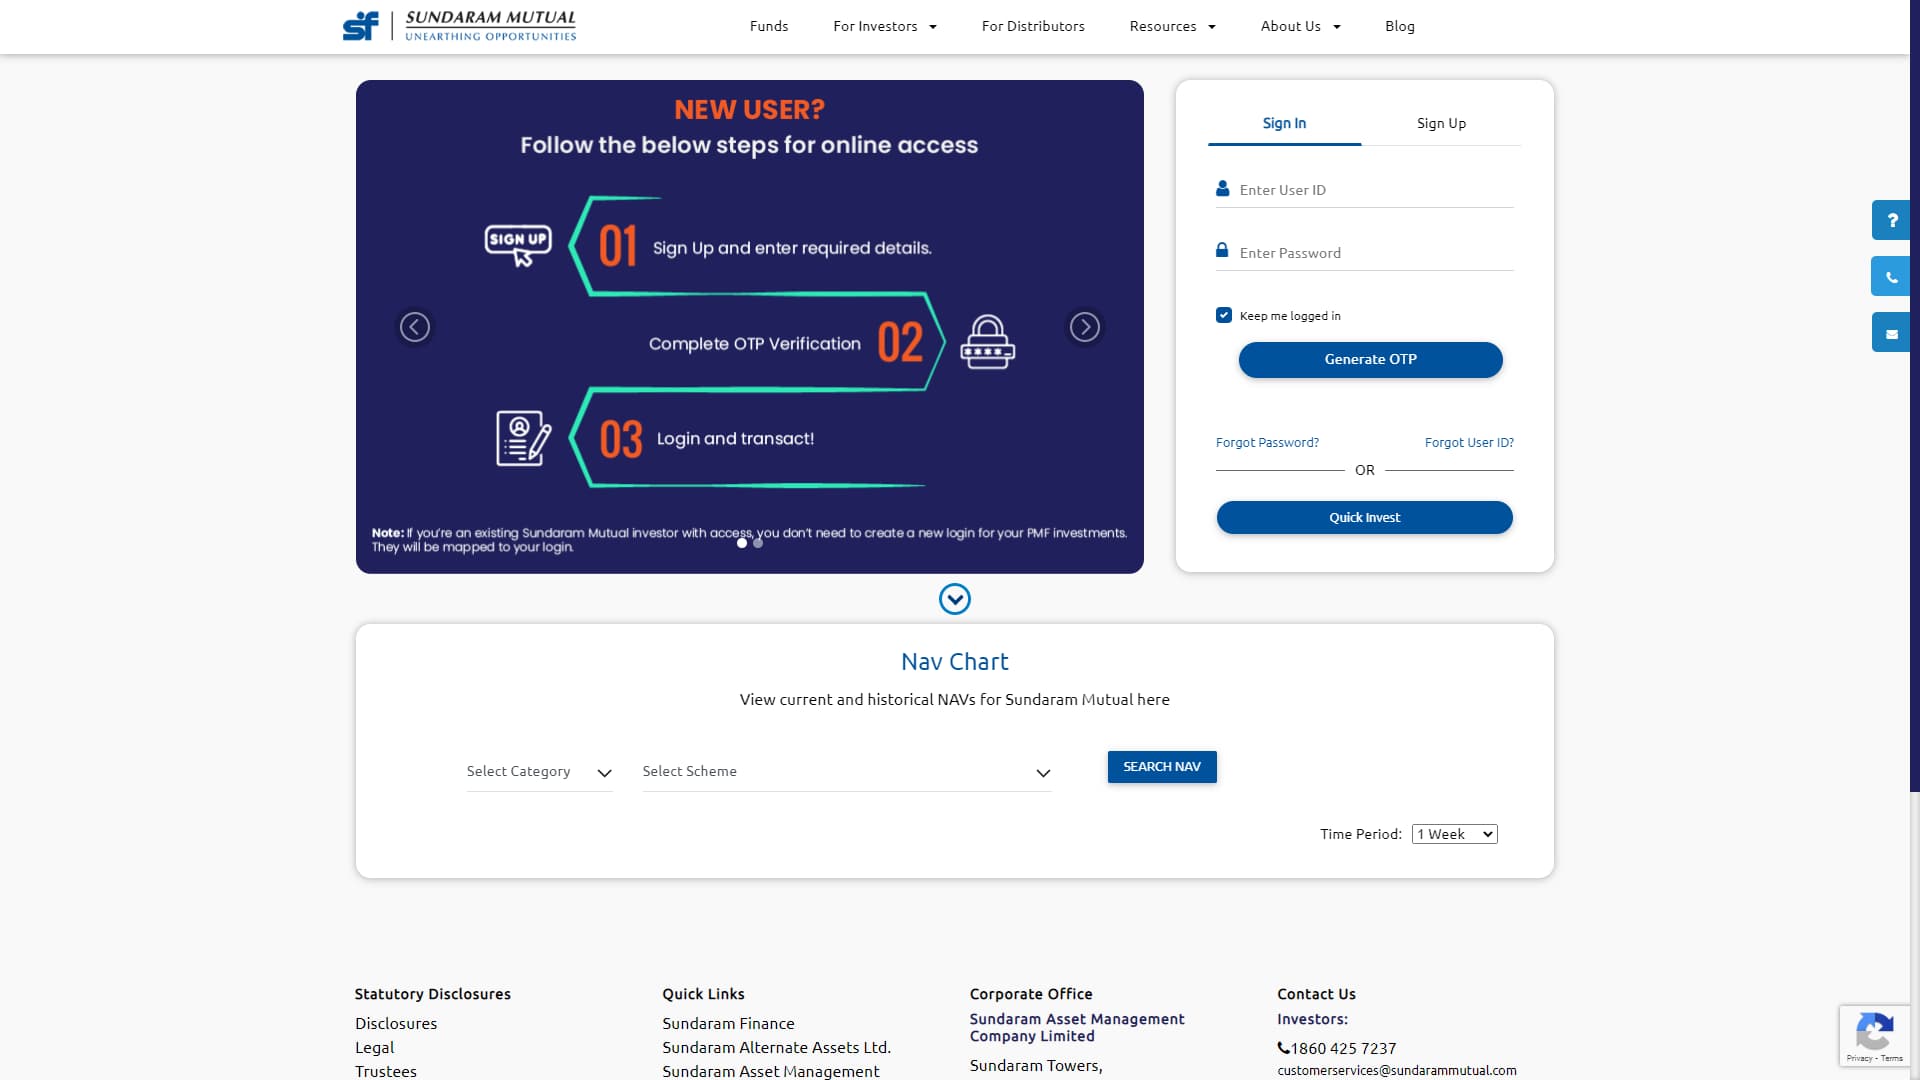 SUNDARAM MUTUAL
UNEARTHING OPPORTUNITIES
Funds
For Investors
For Distributors
Resources
About Us
Blog
NEW USER?
Follow the below steps for online access
SIGN UP
01
Sign Up and enter required details.
Complete OTP Verification
02
03
Login and transact!
Note: If you're an existing Sundaram Mutual investor with access, you don't need to create a new login for your PMF investments.
They will be mapped to your login.
Sign In
Sign Up
Enter User ID
Enter Password
Keep me logged in
Generate OTP
Forgot Password?
Forgot User ID?
OR
Quick Invest
Nav Chart
View current and historical NAVs for Sundaram Mutual here
Select Category
Select Scheme
SEARCH NAV
Time Period:
1 Week
Statutory Disclosures
Disclosures
Legal
Trustees
Quick Links
Sundaram Finance
Sundaram Alternate Assets Ltd.
Sundaram Asset Management
Corporate Office
Sundaram Asset Management
Company Limited
Sundaram Towers,
Contact Us
Investors:
1860 425 7237
customerservices@sundarammutual.com
Privacy - Terms